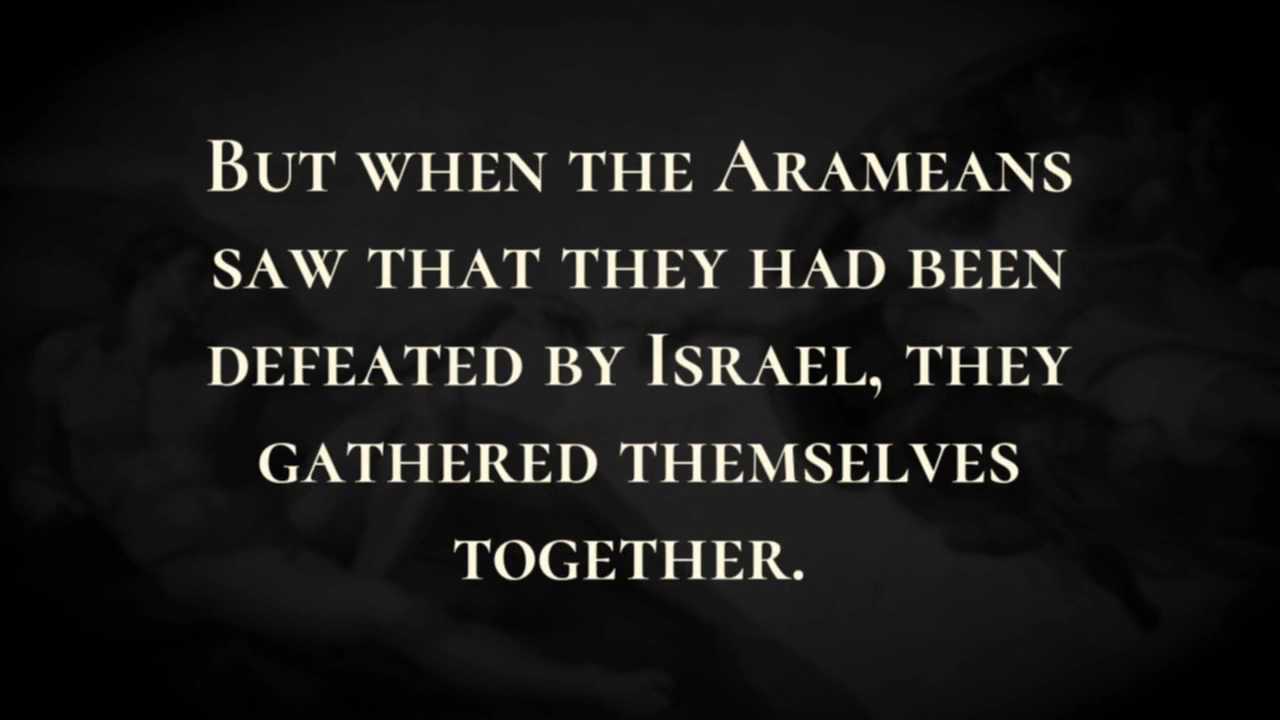 But when the Arameans
saw that they had been
defeated by Israel, they
gathered themselves
together.